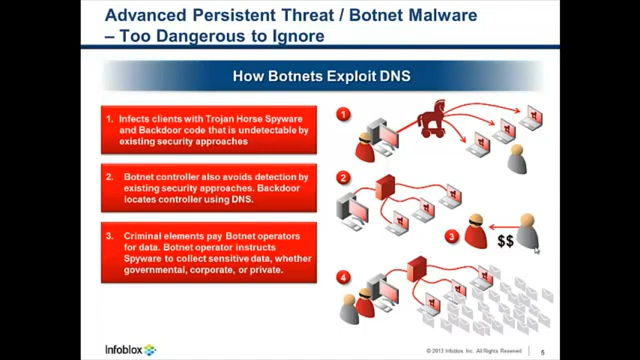 Advanced Persistent Threat / Botnet Malware
– Too Dangerous to Ignore
How Botnets Exploit DNS
1. Infects clients with Trojan Horse Spyware
and Backdoor code that is undetectable by
existing security approaches
2. Botnet controller also avoids detection by
existing security approaches. Backdoor
locates controller using DNS.
3. Criminal elements pay Botnet operators
for data. Botnet operator instructs
Spyware to collect sensitive data, whether
governmental, corporate, or private.
1
2
3
$$
4
Infoblox
© 2013 Infoblox Inc. All Rights Reserved
5